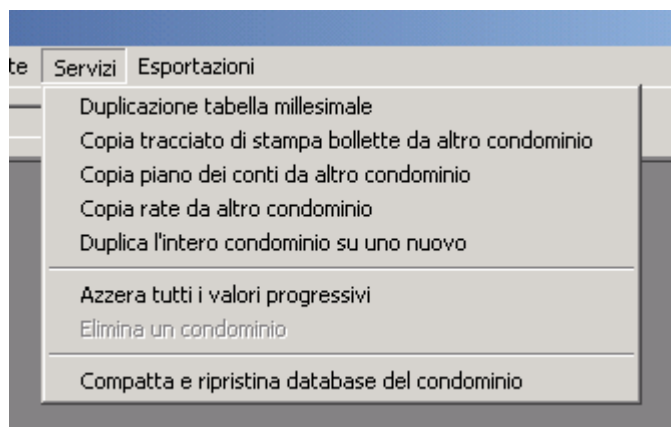 te Servizi Esportazioni
Duplicazione tabella millesimale
Copia tracciato di stampa bollette da altro condominio
Copia piano dei conti da altro condominio
Copia rate da altro condominio
Duplica l'intero condominio su uno nuovo
Azzera tutti i valori progressivi
Elimina un condominio
Compatta e ripristina database del condominio